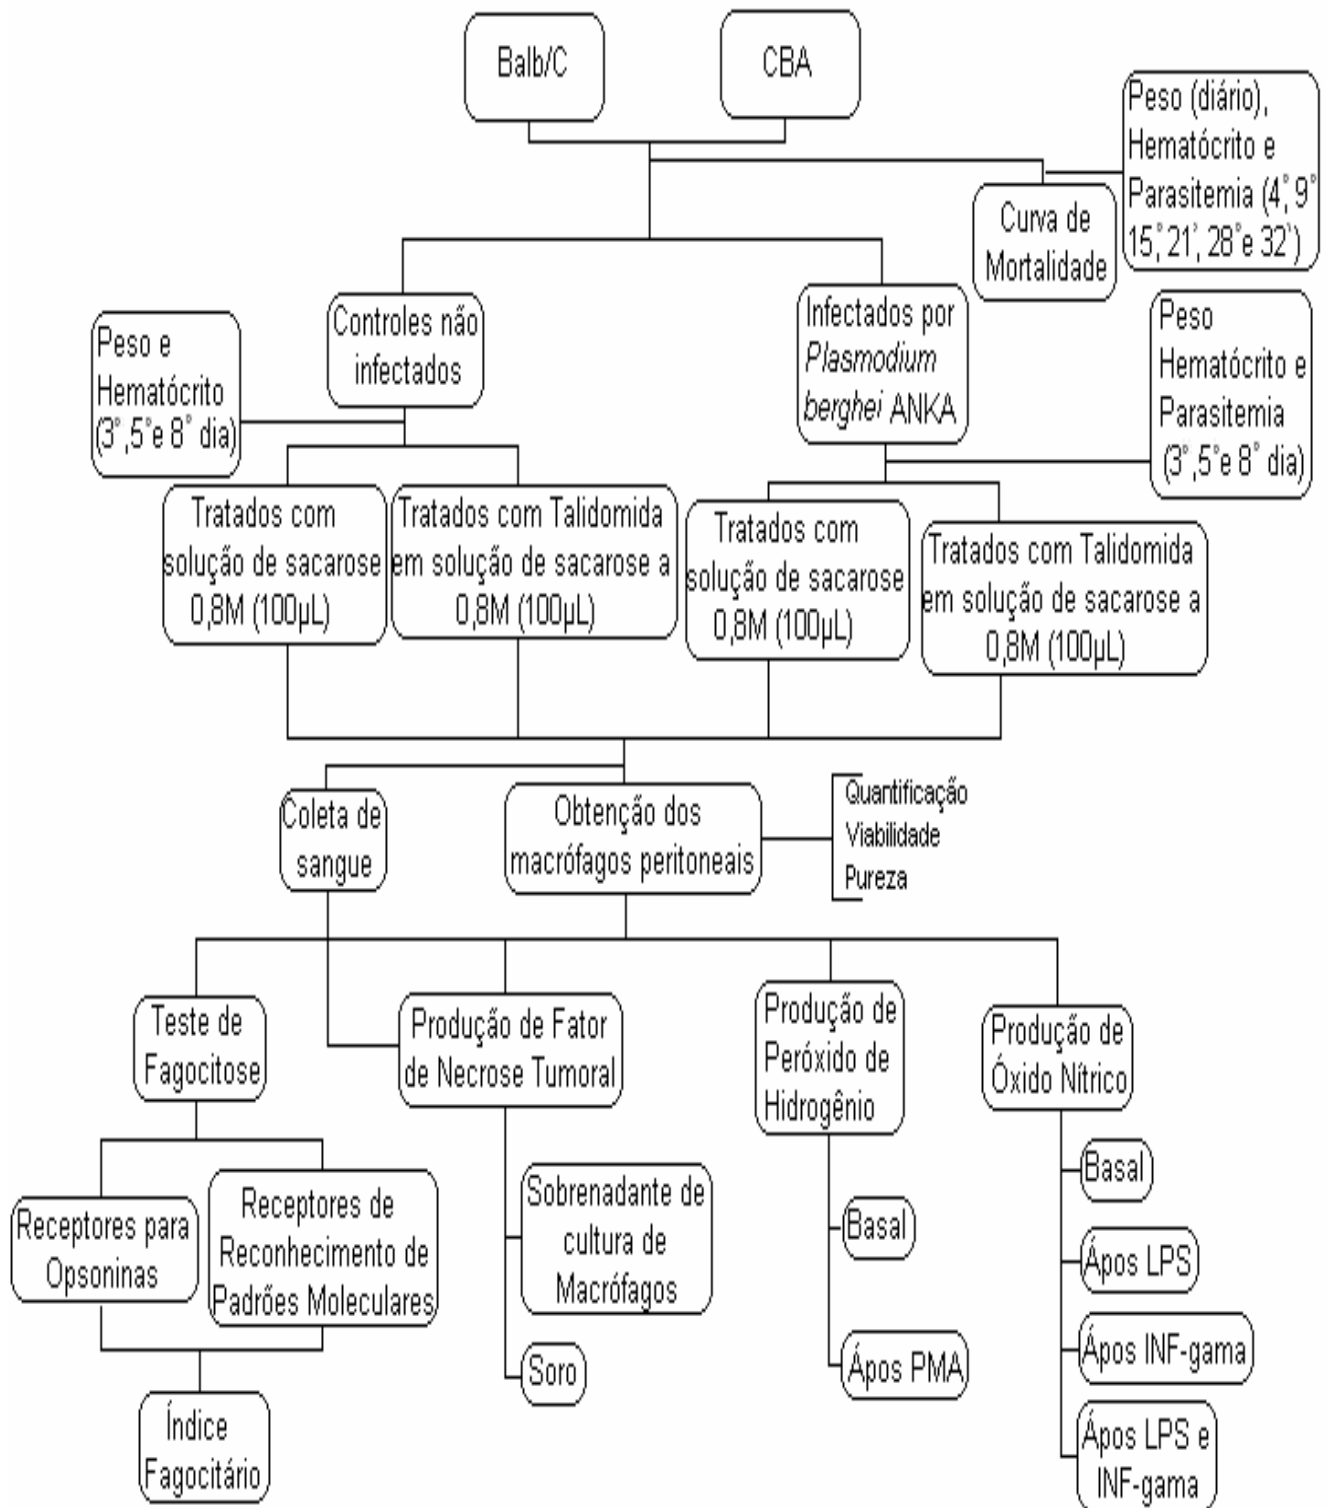 Balb/C
CBA
Peso (diário),
Hematócrito e
Parasitemia (4°, 9°
15°, 21°, 28° e 32°)
Curva de
Mortalidade
Controles não
infectados
Infectados por
Plasmodium
berghei ANKA
Peso e
Hematócrito
(3°,5°e 8° dia)
Peso
Hematócrito e
Parasitemia
(3°,5°e 8° dia)
Tratados com
solução de sacarose
0,8M (100µL)
Tratados com Talidomida
em solução de sacarose a
0,8M (100µL)
Tratados com
solução de sacarose
0,8M (100µL)
Tratados com Talidomida
em solução de sacarose a
0,8M (100µL)
Coleta de
sangue
Obtenção dos
macrófagos peritoneais
Quantificação
Viabilidade
Pureza
Teste de
Fagocitose
Produção de Fator
de Necrose Tumoral
Produção de
Peróxido de
Hidrogênio
Produção de
Óxido Nítrico
Receptores para
Opsoninas
Receptores de
Reconhecimento de
Padrões Moleculares
Sobrenadante de
cultura de
Macrófagos
Soro
Basal
Ápos PMA
Basal
Ápos LPS
Ápos INF-gama
Ápos LPS e
INF-gama
Índice
Fagocitário